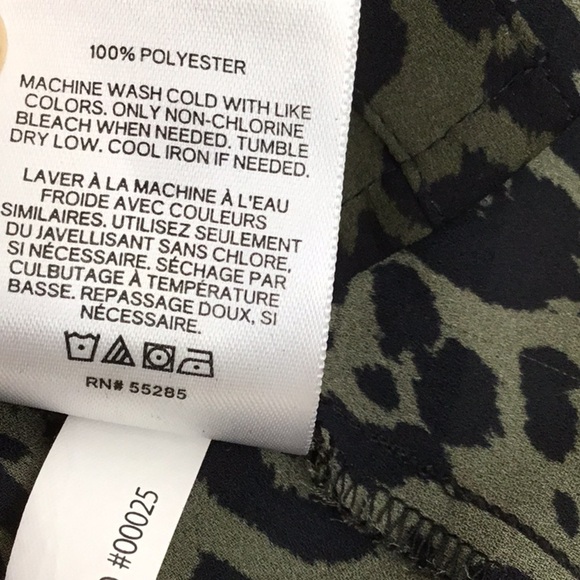 100% POLYESTER
MACHINE WASH COLD WITH LIKE
COLORS. ONLY NON-CHLORINE
BLEACH WHEN NEEDED. TUMBLE
DRY LOW. COOL IRON IF NEEDED.
LAVER À LA MACHINE À L'EAU
FROIDE AVEC COULEURS
SIMILAIRES. UTILISEZ SEULEMENT
DU JAVELLISANT SANS CHLORE,
SI NÉCESSAIRE. SÉCHAGE PAR
CULBUTAGE À TEMPÉRATURE
BASSE. REPASSAGE DOUX, SI
NÉCESSAIRE.
RN# 55285
#00025